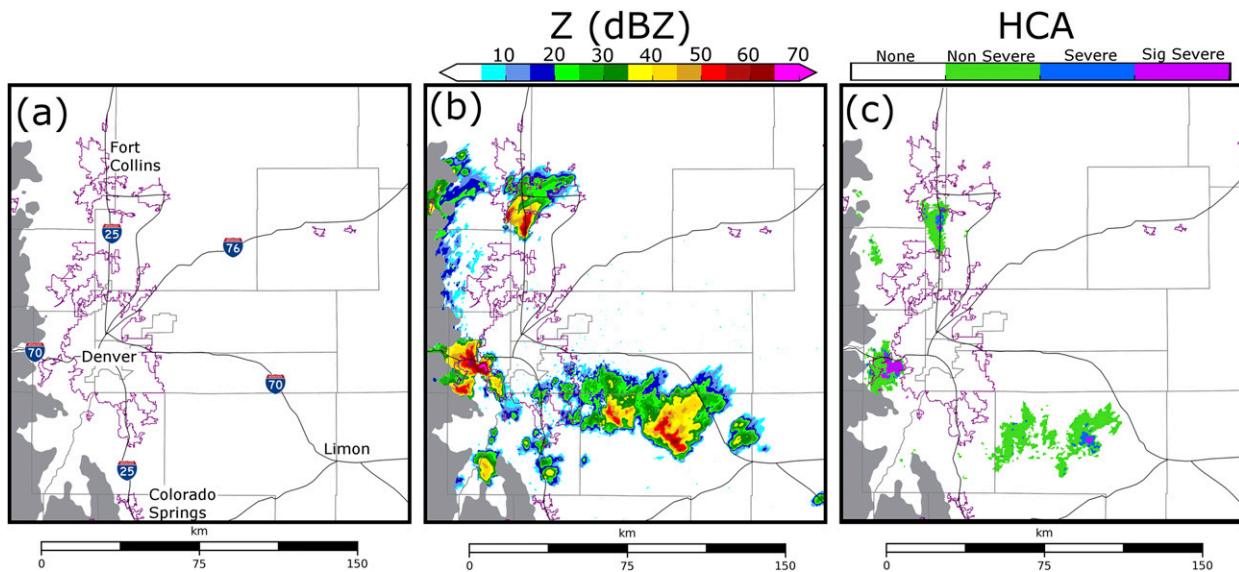 Z (dBZ)
HCA
10 20 30 40 50 60 70
None Non Severe Severe Sig Severe
(a)
(b)
(c)
Fort
Collins
25
76
70
Denver
70
Limon
25
Colorado
Springs
km
km
km
0 75 150
0 75 150
0 75 150